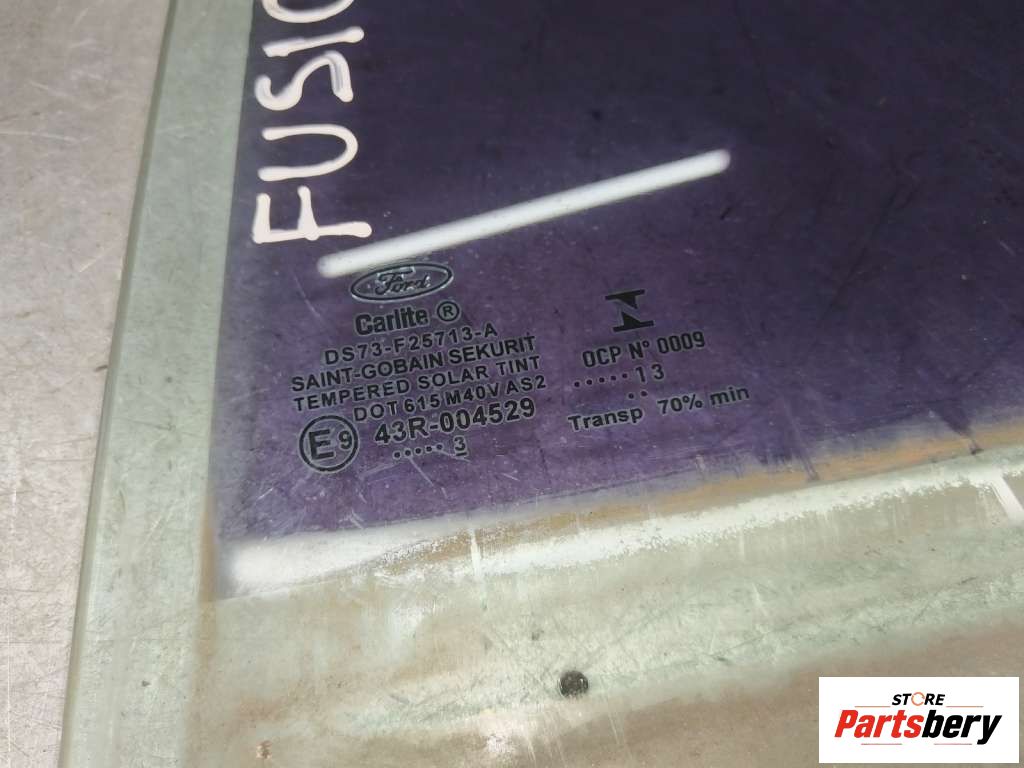 FUSIO
Ford
Carlite ®
DS73-F25713-A
SAINT-GOBAIN SEKURIT
TEMPERED SOLAR TINT
DOT 615 M40V AS2
E9 43R-004529
..... 3
OCP N° 0009
..... 13
..
Transp 70% min
STORE
Partsbery